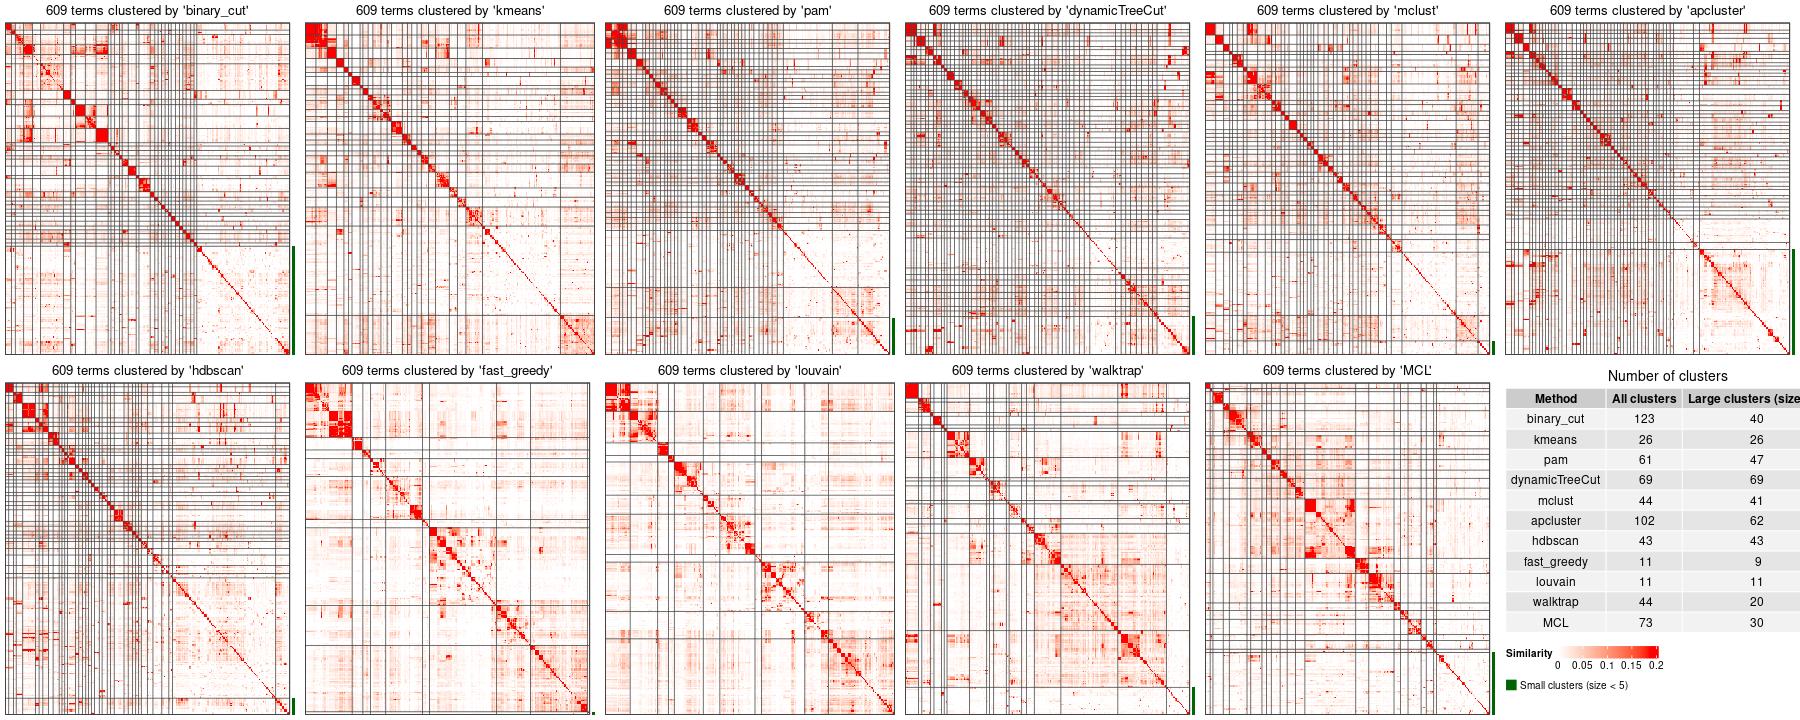 609 terms clustered by 'binary_cut'
609 terms clustered by 'kmeans'
609 terms clustered by 'pam'
609 terms clustered by 'dynamicTreeCut'
609 terms clustered by 'mclust'
609 terms clustered by 'apcluster'
609 terms clustered by 'hdbscan'
609 terms clustered by 'fast_greedy'
609 terms clustered by 'louvain'
609 terms clustered by 'walktrap'
609 terms clustered by 'MCL'
Number of clusters
Method All clusters Large clusters (size
binary_cut 123 40
kmeans 26 26
pam 61 47
dynamicTreeCut 69 69
mclust 44 41
apcluster 102 62
hdbscan 43 43
fast_greedy 11 9
louvain 11 11
walktrap 44 20
MCL 73 30
Similarity
0 0.05 0.1 0.15 0.2
Small clusters (size < 5)